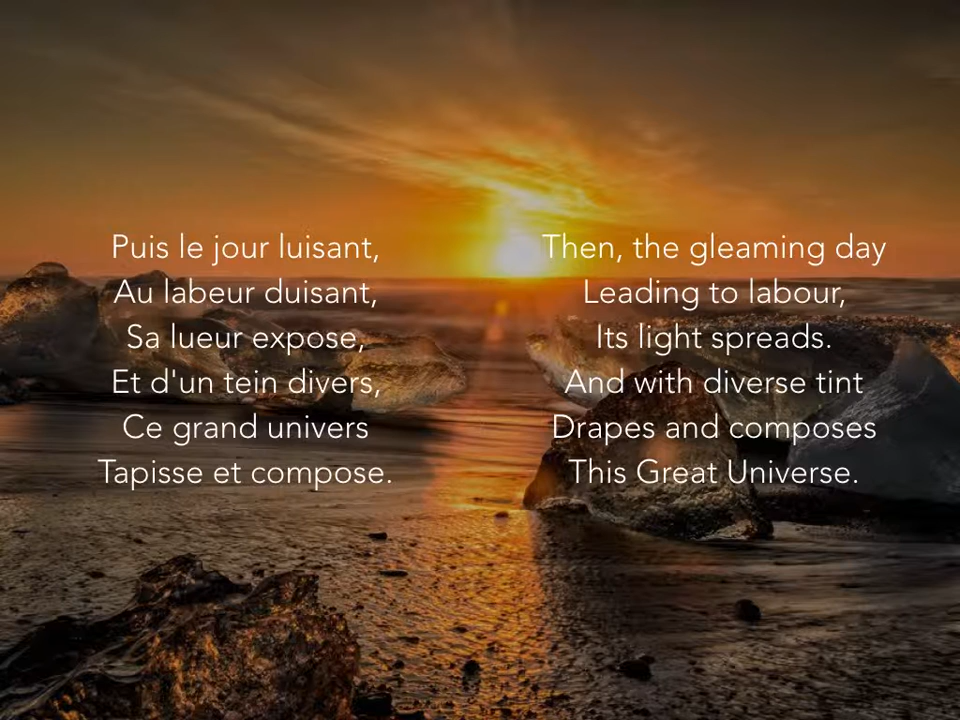 Puis le jour luisant,
Au labeur duisant,
Sa lueur expose,
Et d'un tein divers,
Ce grand univers
Tapisse et compose.
Then, the gleaming day
Leading to labour,
Its light spreads.
And with diverse tint
Drapes and composes
This Great Universe.